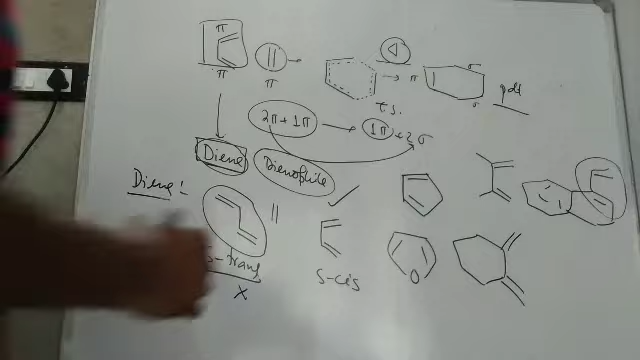 π
π π
t.s.
→ π
σ
σ
pdt
2π + 1π → 1π + 2σ
Diene
Dienophile
Diene:
s-trans
X
s-cis
O